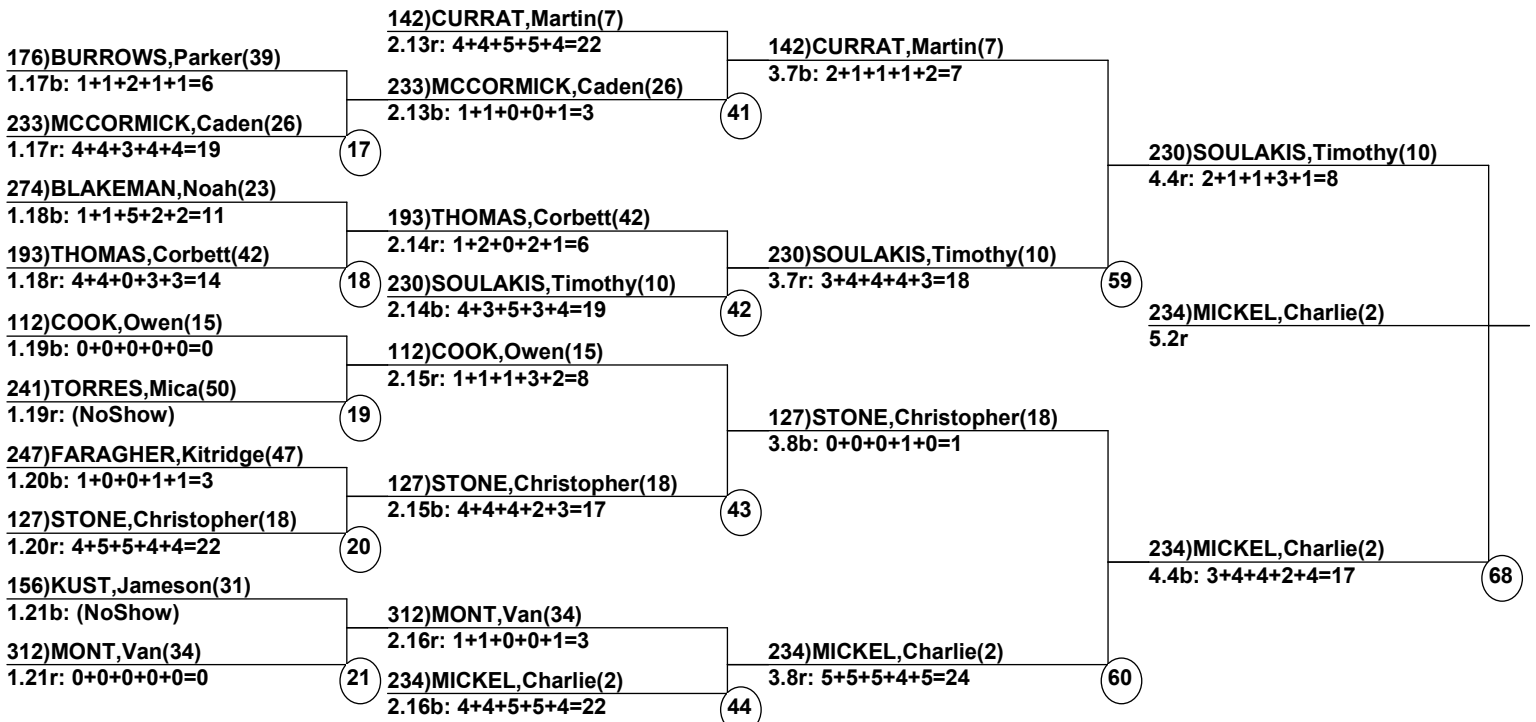 176)BURROWS,Parker(39)
1.17b: 1+1+2+1+1=6
233)MCCORMICK,Caden(26)
1.17r: 4+4+3+4+4=19
17
274)BLAKEMAN,Noah(23)
1.18b: 1+1+5+2+2=11
193)THOMAS,Corbett(42)
1.18r: 4+4+0+3+3=14
18
112)COOK,Owen(15)
1.19b: 0+0+0+0+0=0
241)TORRES,Mica(50)
1.19r: (NoShow)
19
247)FARAGHER,Kitridge(47)
1.20b: 1+0+0+1+1=3
127)STONE,Christopher(18)
1.20r: 4+5+5+4+4=22
20
156)KUST,Jameson(31)
1.21b: (NoShow)
312)MONT,Van(34)
1.21r: 0+0+0+0+0=0
21
142)CURRAT,Martin(7)
2.13r: 4+4+5+5+4=22
233)MCCORMICK,Caden(26)
2.13b: 1+1+0+0+1=3
41
193)THOMAS,Corbett(42)
2.14r: 1+2+0+2+1=6
230)SOULAKIS,Timothy(10)
2.14b: 4+3+5+3+4=19
42
112)COOK,Owen(15)
2.15r: 1+1+1+3+2=8
127)STONE,Christopher(18)
2.15b: 4+4+4+2+3=17
43
312)MONT,Van(34)
2.16r: 1+1+0+0+1=3
234)MICKEL,Charlie(2)
2.16b: 4+4+5+5+4=22
44
142)CURRAT,Martin(7)
3.7b: 2+1+1+1+2=7
230)SOULAKIS,Timothy(10)
3.7r: 3+4+4+4+3=18
59
127)STONE,Christopher(18)
3.8b: 0+0+0+1+0=1
234)MICKEL,Charlie(2)
3.8r: 5+5+5+4+5=24
60
230)SOULAKIS,Timothy(10)
4.4r: 2+1+1+3+1=8
234)MICKEL,Charlie(2)
4.4b: 3+4+4+2+4=17
68
234)MICKEL,Charlie(2)
5.2r